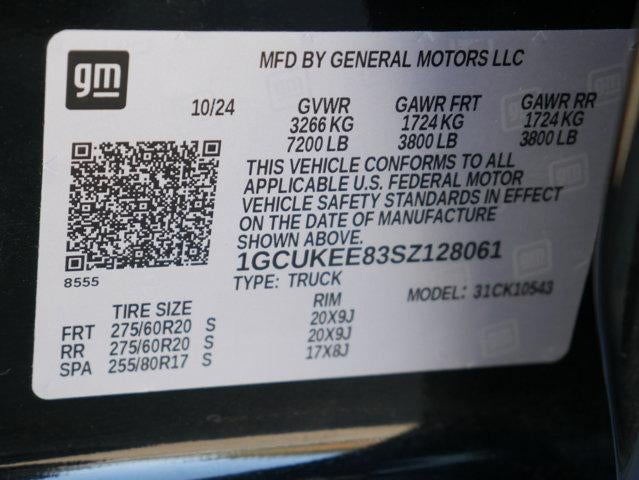 gm
MFD BY GENERAL MOTORS LLC
10/24 GVWR GAWR FRT GAWR RR
3266 KG 1724 KG 1724 KG
7200 LB 3800 LB 3800 LB
THIS VEHICLE CONFORMS TO ALL
APPLICABLE U.S. FEDERAL MOTOR
VEHICLE SAFETY STANDARDS IN EFFECT
ON THE DATE OF MANUFACTURE
SHOWN ABOVE.
1GCUKEE83SZ128061
8555
TYPE: TRUCK
MODEL: 31CK10543
TIRE SIZE RIM
FRT 275/60R20 S 20X9J
RR 275/60R20 S 20X9J
SPA 255/80R17 S 17X8J